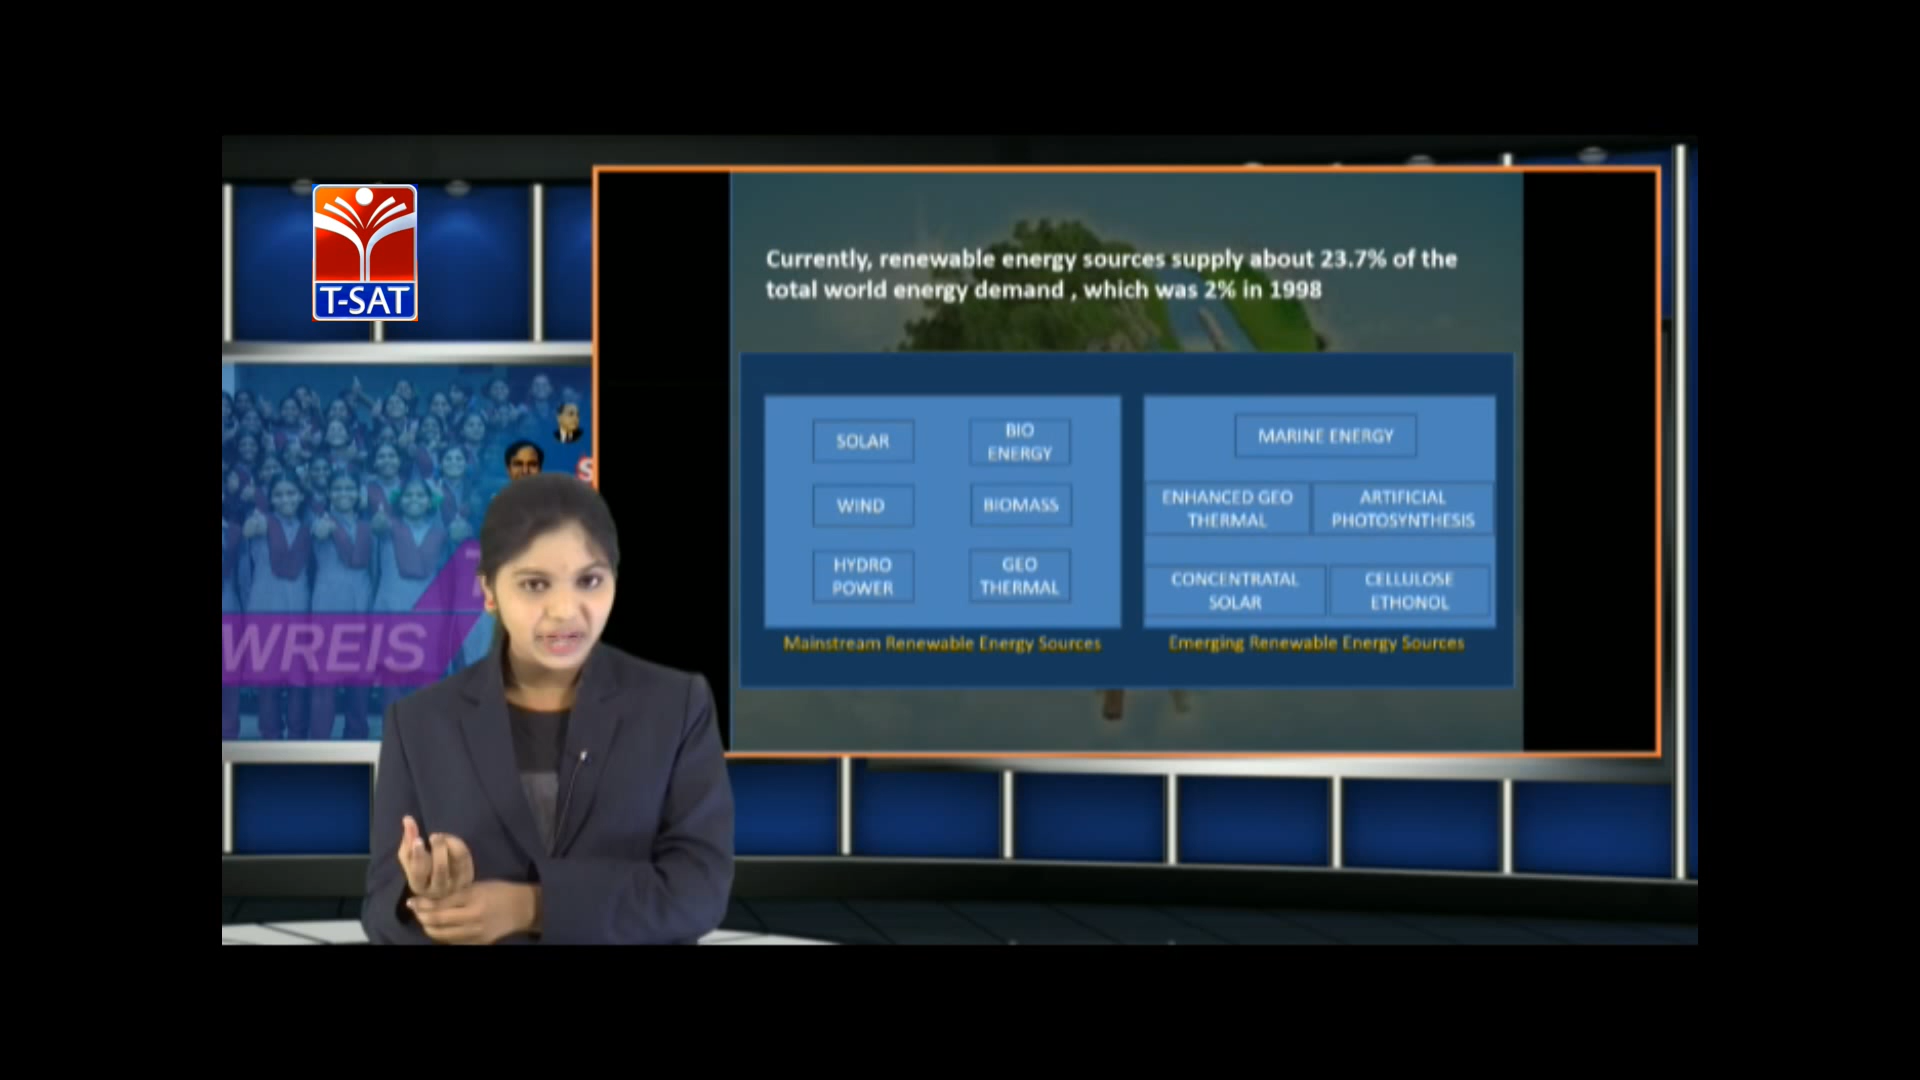 T-SAT
WREIS
Currently, renewable energy sources supply about 23.7% of the
total world energy demand , which was 2% in 1998
SOLAR
BIO
ENERGY
WIND
BIOMASS
HYDRO
POWER
GEO
THERMAL
Mainstream Renewable Energy Sources
MARINE ENERGY
ENHANCED GEO
THERMAL
ARTIFICIAL
PHOTOSYNTHESIS
CONCENTRATAL
SOLAR
CELLULOSE
ETHONOL
Emerging Renewable Energy Sources